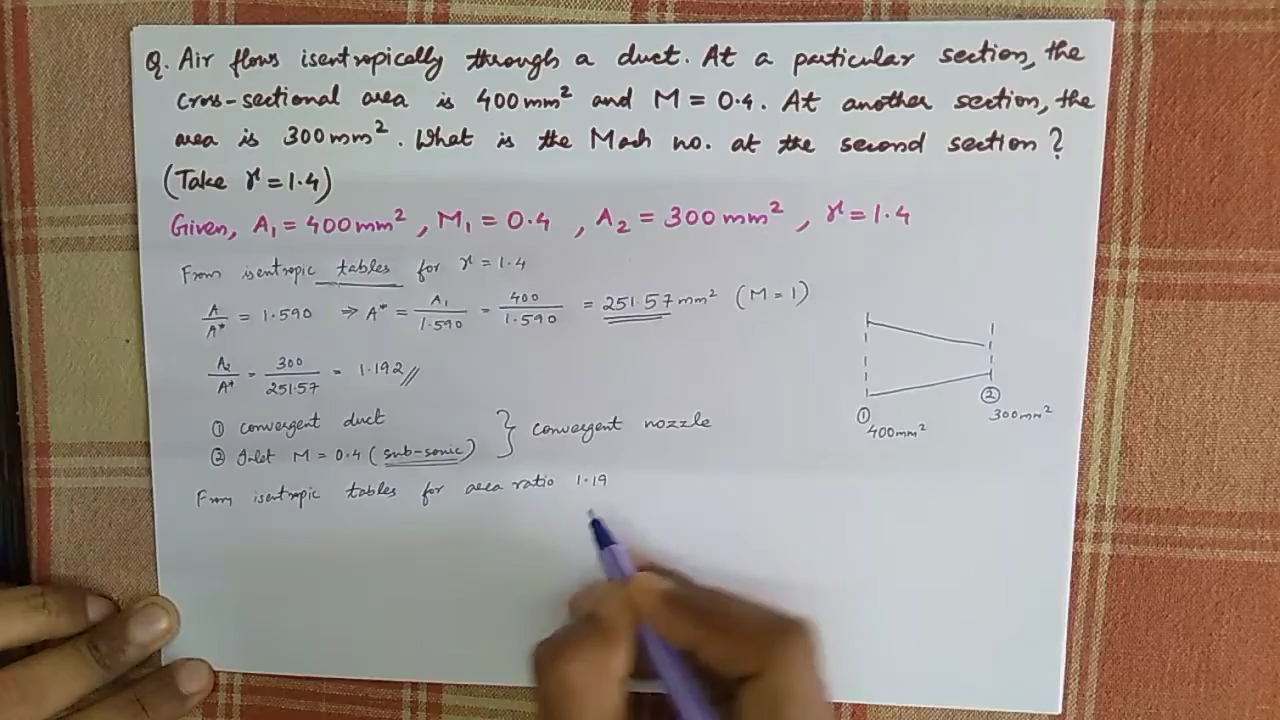 Q. Air flows isentropically through a duct. At a particular section, the
cross-sectional area is 400 mm² and M = 0.4. At another section, the
area is 300 mm². What is the Mach no. at the second section?
(Take γ = 1.4)
Given, A₁ = 400 mm², M₁ = 0.4, A₂ = 300 mm², γ = 1.4
From isentropic tables for γ = 1.4
A/A* = 1.590 ⇒ A* = A₁/1.590 = 400/1.590 = 251.57 mm² (M = 1)
A₂/A* = 300/251.57 = 1.192 //
① convergent duct
② Inlet M = 0.4 (sub-sonic) } convergent nozzle
From isentropic tables for area ratio 1.19
①
400 mm²
②
300 mm²